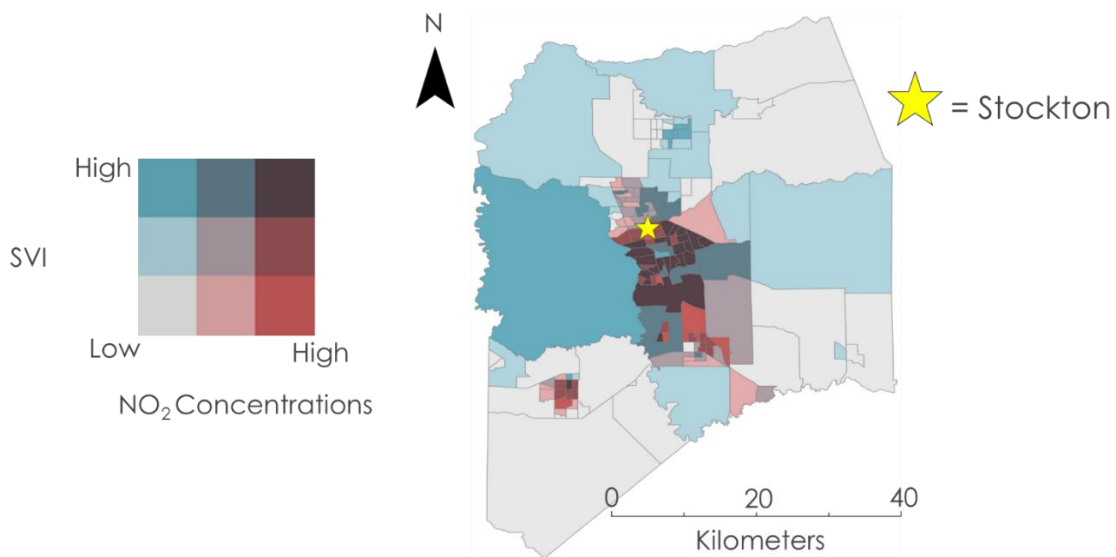 N
= Stockton
High
SVI
Low
High
NO₂ Concentrations
0 20 40
Kilometers